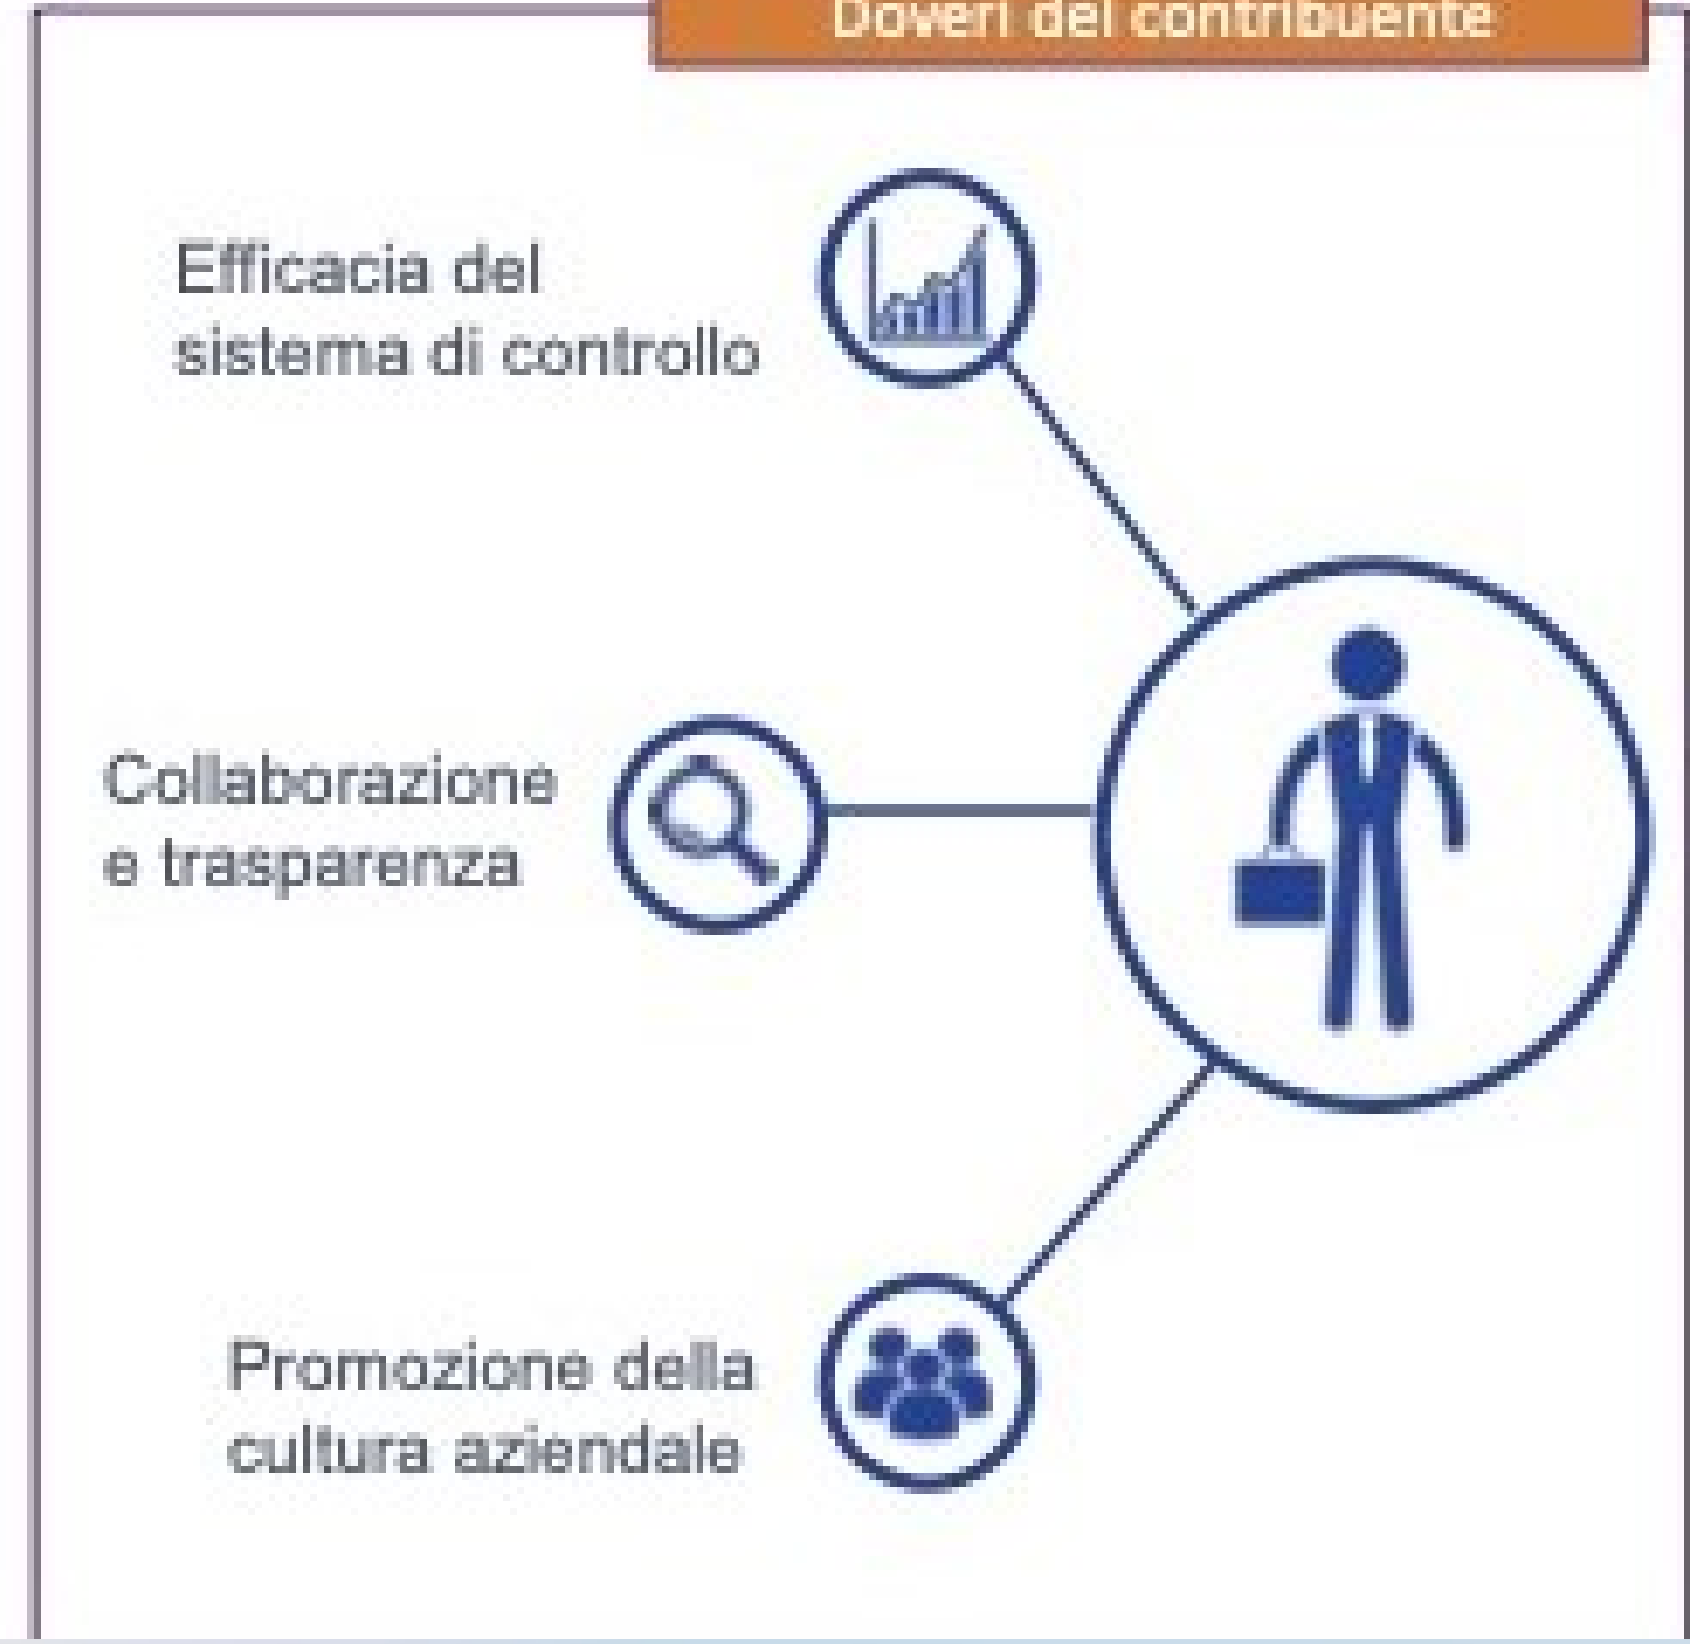 Doveri del contribuente
Efficacia del
sistema di controllo
Collaborazione
e trasparenza
Promozione della
cultura aziendale